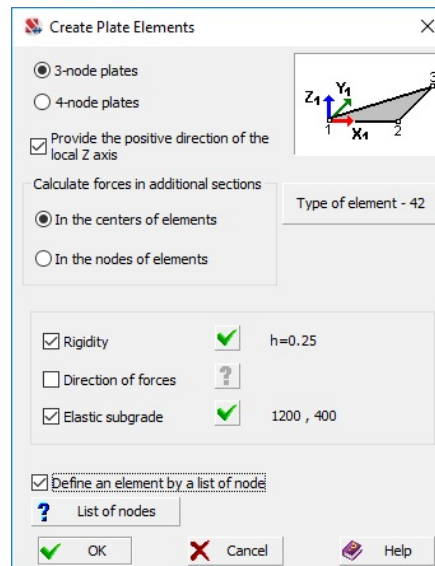 Create Plate Elements
3-node plates
4-node plates
Provide the positive direction of the
local Z axis
Z1 Y1 3
1 X1 2
Calculate forces in additional sections
Type of element - 42
In the centers of elements
In the nodes of elements
Rigidity h=0.25
Direction of forces ?
Elastic subgrade 1200 , 400
Define an element by a list of node
? List of nodes
OK Cancel Help